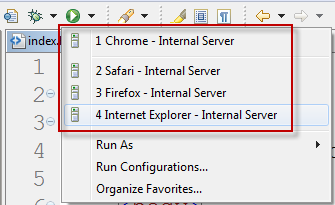 index.
1 Chrome - Internal Server
2 Safari - Internal Server
3 Firefox - Internal Server
4 Internet Explorer - Internal Server
Run As
Run Configurations...
Organize Favorites...
1
2
3
4
5
6